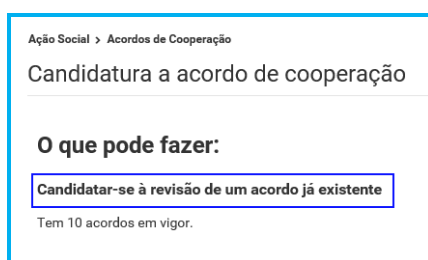 Ação Social > Acordos de Cooperação
Candidatura a acordo de cooperação
O que pode fazer:
Candidatar-se à revisão de um acordo já existente
Tem 10 acordos em vigor.